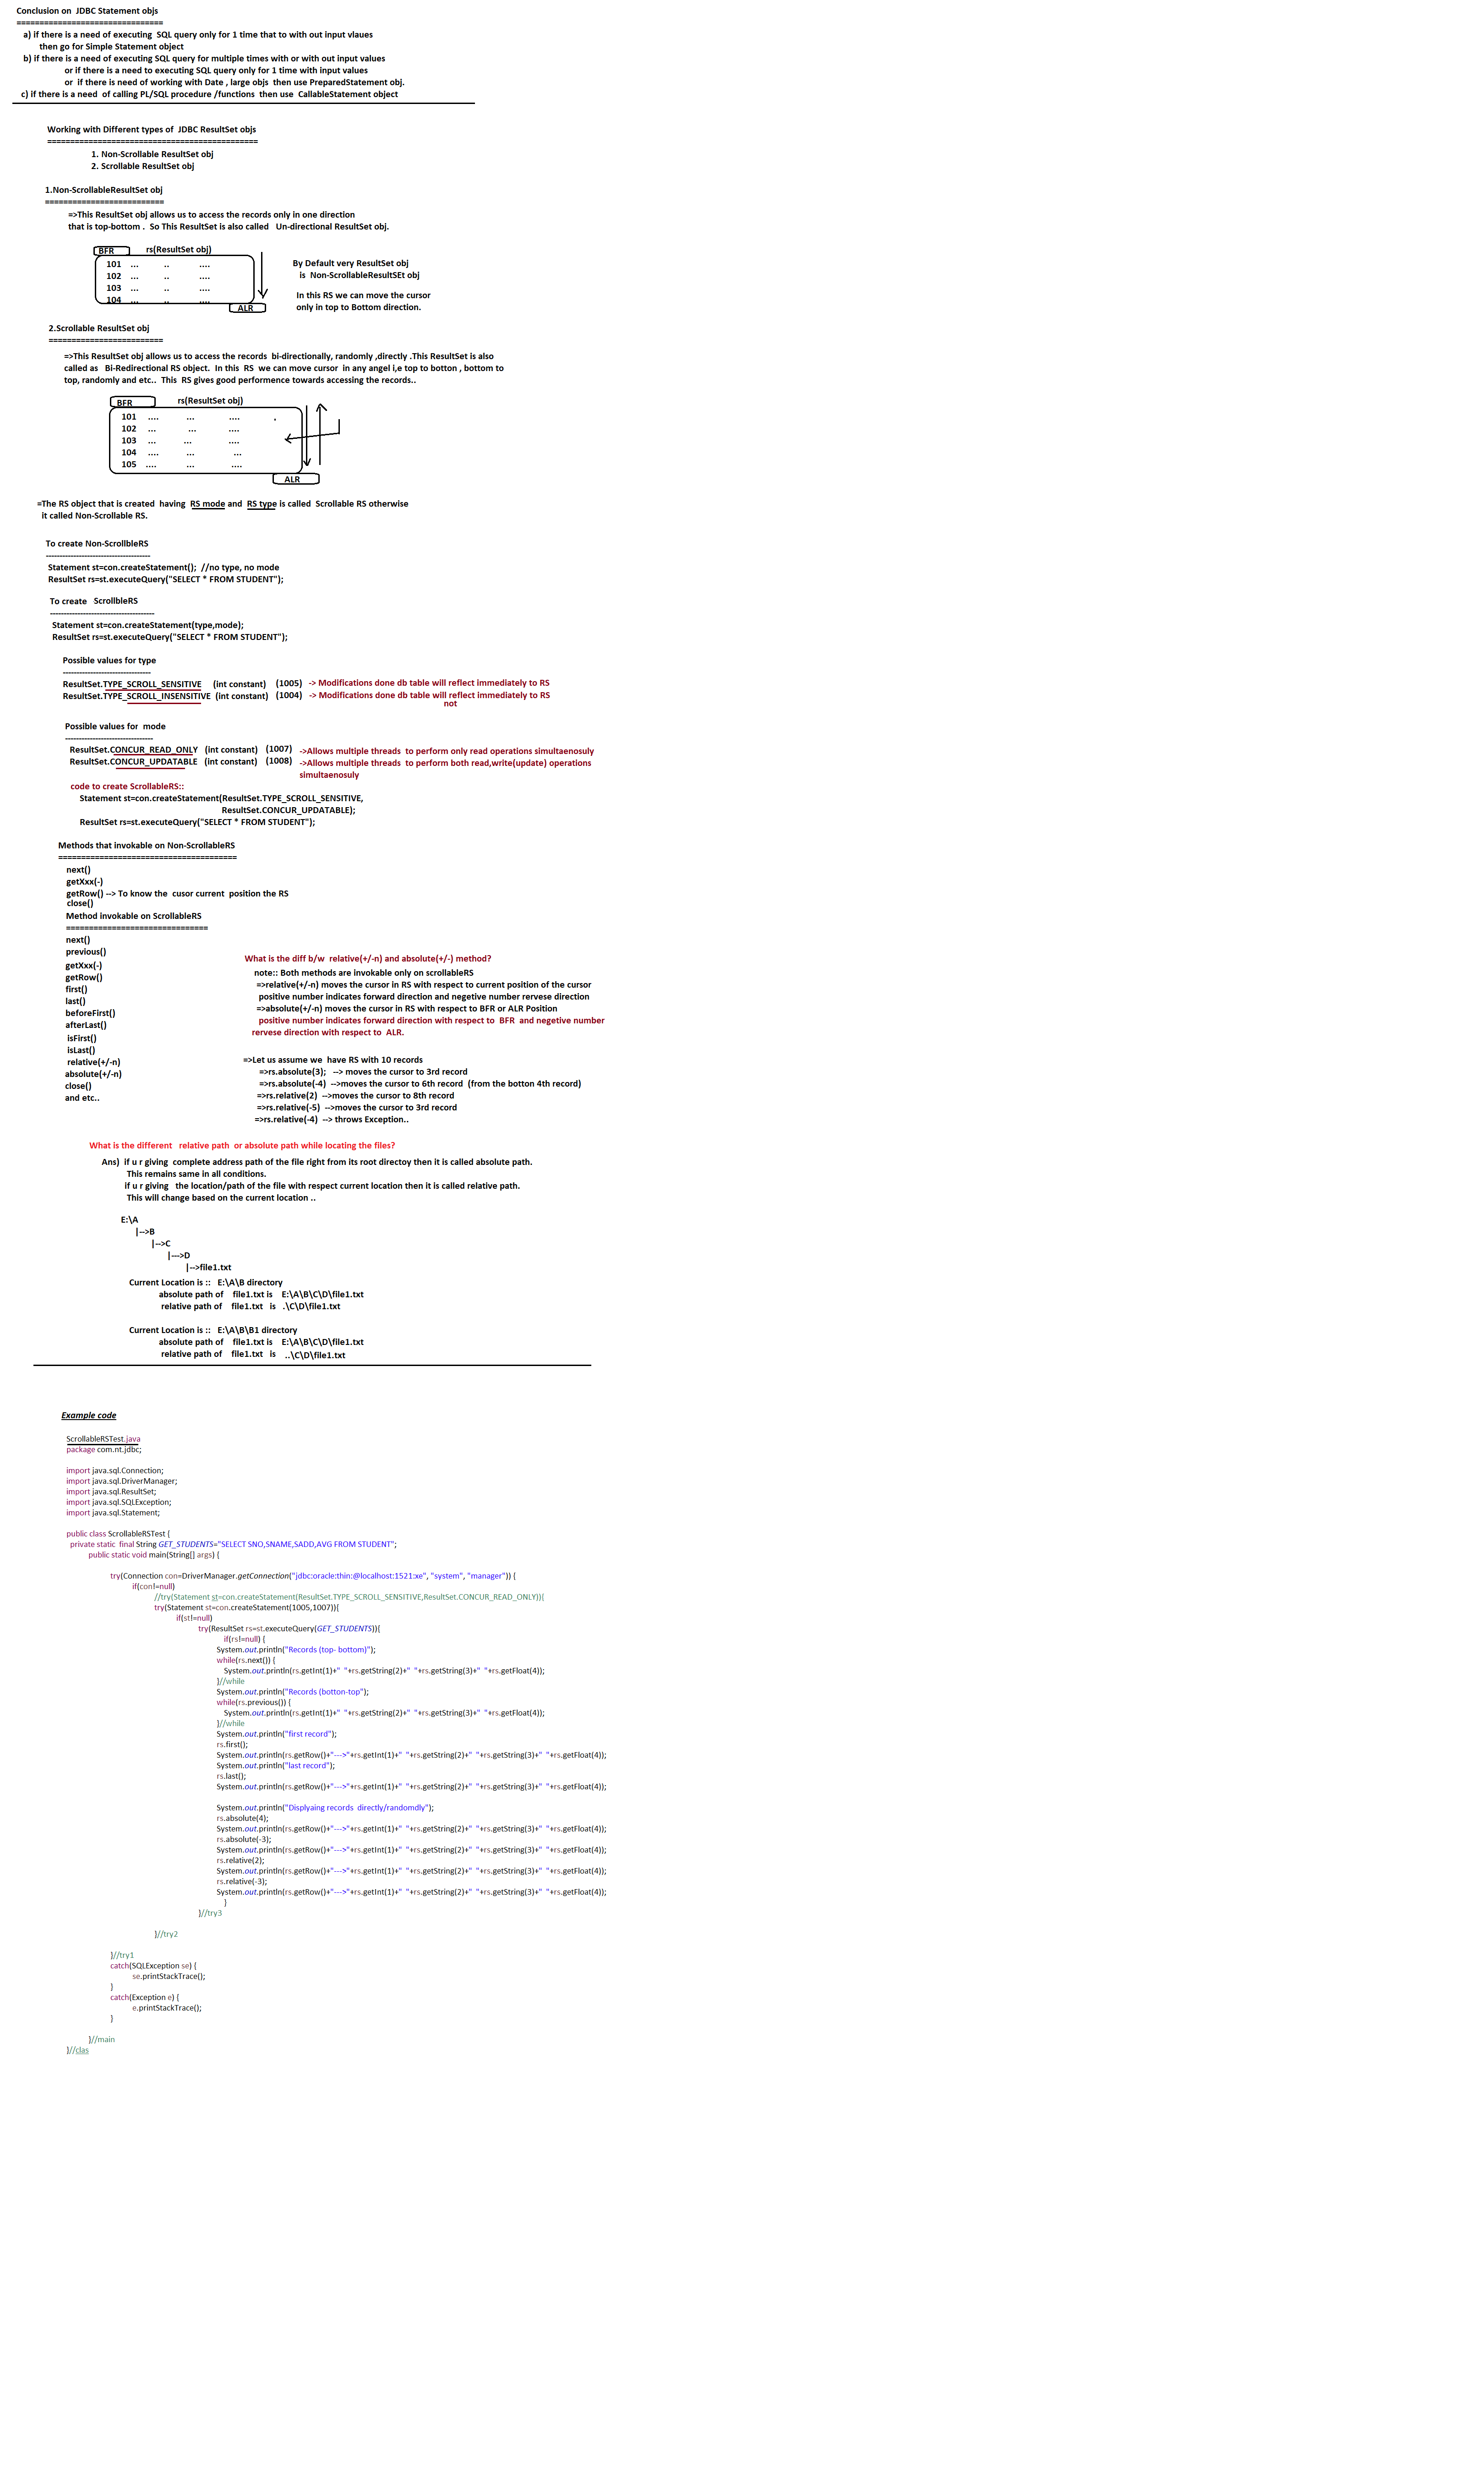 Conclusion on  JDBC Statement objs
================================
a) if there is a need of executing  SQL query only for 1 time that to with out input vlaues
then go for Simple Statement object
b) if there is need of executing SQL query for multiple times with or with out input values
or if there is a need to executing SQL query only for 1 time with input values
or  if there is need of working with Date , large objs  then use PreparedStatement obj.
c) if there is a need  of calling PL/SQL procedure /functions  then use  CallableStatement object
Working with Different types of  JDBC ResultSet objs
==============================================
1. Non-Scrollable ResultSet obj
2. Scrollable ResultSet obj
1.Non-ScrollableResultSet obj
==========================
=>This ResultSet obj allows us to access the records only in one direction
that is top-bottom .  So This ResultSet is also called   Un-directional ResultSet obj.
BFR rs(ResultSet obj)
101 ... .. ....
102 ... .. ....
103 ... .. ....
104 ... .. ....
ALR
By Default very ResultSet obj
is  Non-ScrollableResultSEt obj
In this RS we can move the cursor
only in top to Bottom direction.
2.Scrollable ResultSet obj
=========================
=>This ResultSet obj allows us to access the records  bi-directionally, randomly ,directly .This ResultSet is also
called as   Bi-Redirectional RS object.  In this  RS  we can move cursor  in any angel i,e top to botton , bottom to
top, randomly and etc..  This  RS gives good performence towards accessing the records..
BFR rs(ResultSet obj)
101 .... ... .... .
102 ... ... ....
103 ... ... ....
104 .... ... ...
105 .... ... ....
ALR
=The RS object that is created  having  RS mode and  RS type is called  Scrollable RS otherwise
it called Non-Scrollable RS.
To create Non-ScrollbleRS
--------------------------------------
Statement st=con.createStatement();  //no type, no mode
ResultSet rs=st.executeQuery("SELECT * FROM STUDENT");
To create   ScrollbleRS
--------------------------------------
Statement st=con.createStatement(type,mode);
ResultSet rs=st.executeQuery("SELECT * FROM STUDENT");
Possible values for type
--------------------------------
ResultSet.TYPE_SCROLL_SENSITIVE     (int constant)    (1005)   -> Modifications done db table will reflect immediately to RS
ResultSet.TYPE_SCROLL_INSENSITIVE  (int constant)   (1004)   -> Modifications done db table will reflect immediately to RS
not
Possible values for  mode
--------------------------------
ResultSet.CONCUR_READ_ONLY   (int constant)    (1007)   ->Allows multiple threads  to perform only read operations simultaenosuly
ResultSet.CONCUR_UPDATABLE   (int constant)    (1008)   ->Allows multiple threads  to perform both read,write(update) operations
simultaenosuly
code to create ScrollableRS::
Statement st=con.createStatement(ResultSet.TYPE_SCROLL_SENSITIVE,
ResultSet.CONCUR_UPDATABLE);
ResultSet rs=st.executeQuery("SELECT * FROM STUDENT");
Methods that invokable on Non-ScrollableRS
=======================================
next()
getXxx(-)
getRow() --> To know the  cusor current  position the RS
close()
Method invokable on ScrollableRS
===============================
next()
previous()
getXxx(-)
getRow()
first()
last()
beforeFirst()
afterLast()
isFirst()
isLast()
relative(+/-n)
absolute(+/-n)
close()
and etc..
What is the diff b/w  relative(+/-n) and absolute(+/-) method?
note:: Both methods are invokable only on scrollableRS
=>relative(+/-n) moves the cursor in RS with respect to current position of the cursor
positive number indicates forward direction and negetive number rervese direction
=>absolute(+/-n) moves the cursor in RS with respect to BFR or ALR Position
positive number indicates forward direction with respect to  BFR  and negetive number
rervese direction with respect to  ALR.
=>Let us assume we  have RS with 10 records
=>rs.absolute(3);   --> moves the cursor to 3rd record
=>rs.absolute(-4)  -->moves the cursor to 6th record  (from the botton 4th record)
=>rs.relative(2)  -->moves the cursor to 8th record
=>rs.relative(-5)  -->moves the cursor to 3rd record
=>rs.relative(-4)  --> throws Exception..
What is the different   relative path  or absolute path while locating the files?
Ans)  if u r giving  complete address path of the file right from its root directoy then it is called absolute path.
This remains same in all conditions.
if u r giving   the location/path of the file with respect current location then it is called relative path.
This will change based on the current location ..
E:\A
|-->B
|-->C
|--->D
|-->file1.txt
Current Location is ::   E:\A\B directory
absolute path of    file1.txt is    E:\A\B\C\D\file1.txt
relative path of    file1.txt   is   .\C\D\file1.txt
Current Location is ::   E:\A\B\B1 directory
absolute path of    file1.txt is    E:\A\B\C\D\file1.txt
relative path of    file1.txt   is    ..\C\D\file1.txt
Example code
ScrollableRSTest.java
package com.nt.jdbc;
import java.sql.Connection;
import java.sql.DriverManager;
import java.sql.ResultSet;
import java.sql.SQLException;
import java.sql.Statement;
public class ScrollableRSTest {
private static  final String GET_STUDENTS="SELECT SNO,SNAME,SADD,AVG FROM STUDENT";
public static void main(String[] args) {
try(Connection con=DriverManager.getConnection("jdbc:oracle:thin:@localhost:1521:xe", "system", "manager")) {
if(con!=null)
//try(Statement st=con.createStatement(ResultSet.TYPE_SCROLL_SENSITIVE,ResultSet.CONCUR_READ_ONLY)){
try(Statement st=con.createStatement(1005,1007)){
if(st!=null)
try(ResultSet rs=st.executeQuery(GET_STUDENTS)){
if(rs!=null) {
System.out.println("Records (top- bottom)");
while(rs.next()) {
System.out.println(rs.getInt(1)+"  "+rs.getString(2)+"  "+rs.getString(3)+"  "+rs.getFloat(4));
}//while
System.out.println("Records (botton-top");
while(rs.previous()) {
System.out.println(rs.getInt(1)+"  "+rs.getString(2)+"  "+rs.getString(3)+"  "+rs.getFloat(4));
}//while
System.out.println("first record");
rs.first();
System.out.println(rs.getRow()+"--->"+rs.getInt(1)+"  "+rs.getString(2)+"  "+rs.getString(3)+"  "+rs.getFloat(4));
System.out.println("last record");
rs.last();
System.out.println(rs.getRow()+"--->"+rs.getInt(1)+"  "+rs.getString(2)+"  "+rs.getString(3)+"  "+rs.getFloat(4));
System.out.println("Displyaing records  directly/randomdly");
rs.absolute(4);
System.out.println(rs.getRow()+"--->"+rs.getInt(1)+"  "+rs.getString(2)+"  "+rs.getString(3)+"  "+rs.getFloat(4));
rs.absolute(-3);
System.out.println(rs.getRow()+"--->"+rs.getInt(1)+"  "+rs.getString(2)+"  "+rs.getString(3)+"  "+rs.getFloat(4));
rs.relative(2);
System.out.println(rs.getRow()+"--->"+rs.getInt(1)+"  "+rs.getString(2)+"  "+rs.getString(3)+"  "+rs.getFloat(4));
rs.relative(-3);
System.out.println(rs.getRow()+"--->"+rs.getInt(1)+"  "+rs.getString(2)+"  "+rs.getString(3)+"  "+rs.getFloat(4));
}
}//try3
}//try2
}//try1
catch(SQLException se) {
se.printStackTrace();
}
catch(Exception e) {
e.printStackTrace();
}
}//main
}//clas